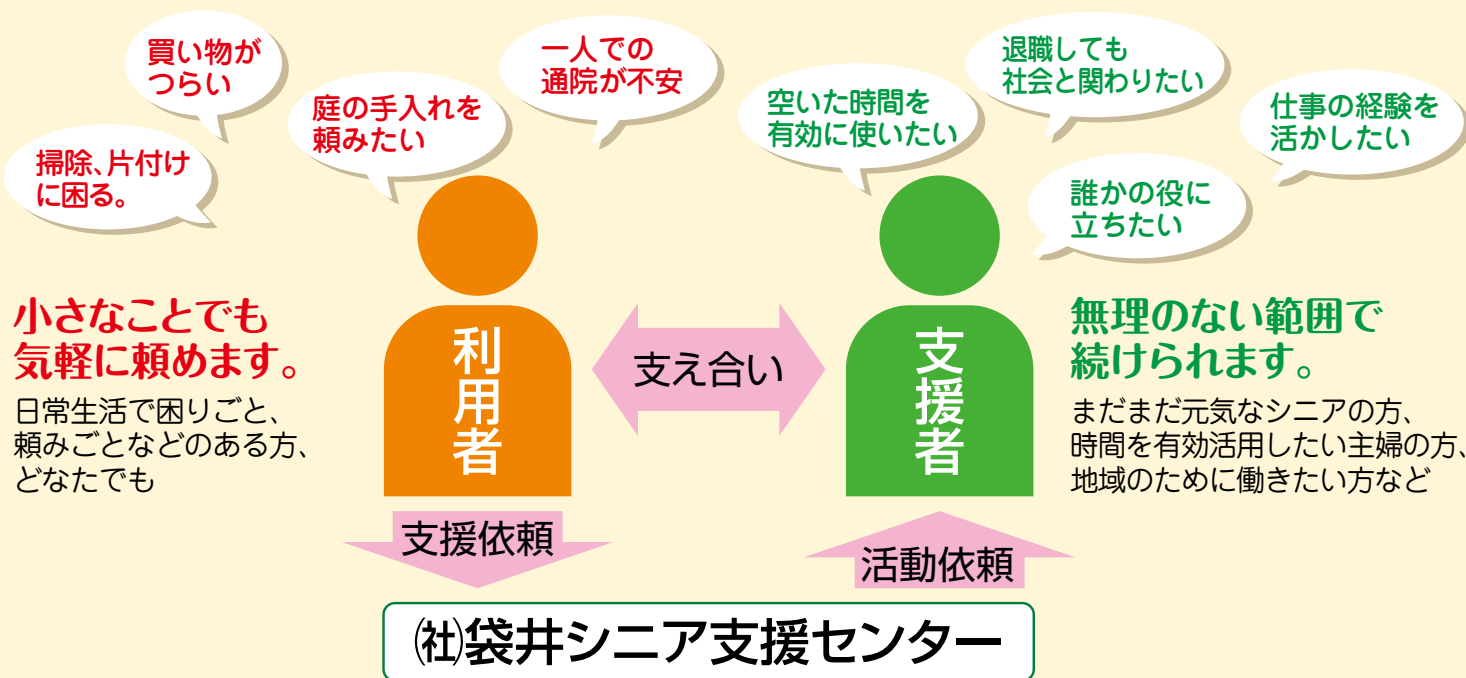 買い物が
つらい
一人での
通院が不安
庭の手入れを
頼みたい
掃除、片付け
に困る。
退職しても
社会と関わりたい
空いた時間を
有効に使いたい
仕事の経験を
活かしたい
誰かの役に
立ちたい
小さなことでも
気軽に頼めます。
日常生活で困りごと、
頼みごとなどのある方、
どなたでも
利用者
支え合い
支援者
無理のない範囲で
続けられます。
まだまだ元気なシニアの方、
時間を有効活用したい主婦の方、
地域のために働きたい方など
支援依頼
活動依頼
㈳袋井シニア支援センター